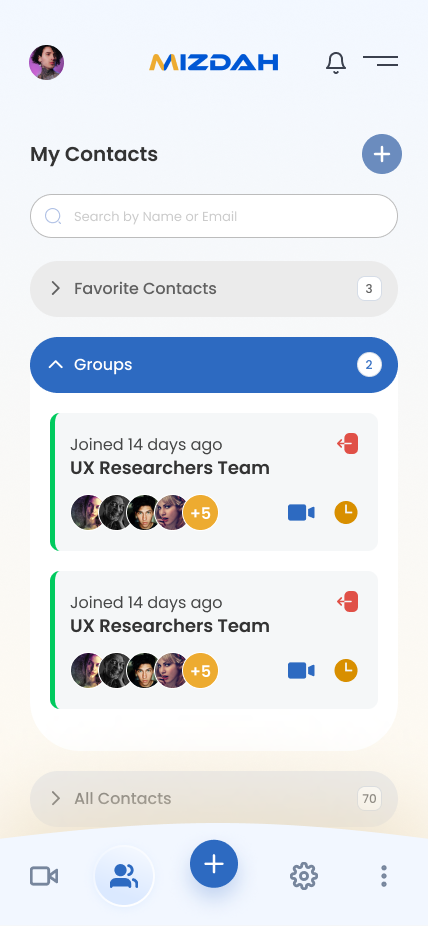 MIZDAH
My Contacts
Search by Name or Email
Favorite Contacts 3
Groups 2
Joined 14 days ago
UX Researchers Team
+5
Joined 14 days ago
UX Researchers Team
+5
All Contacts 70